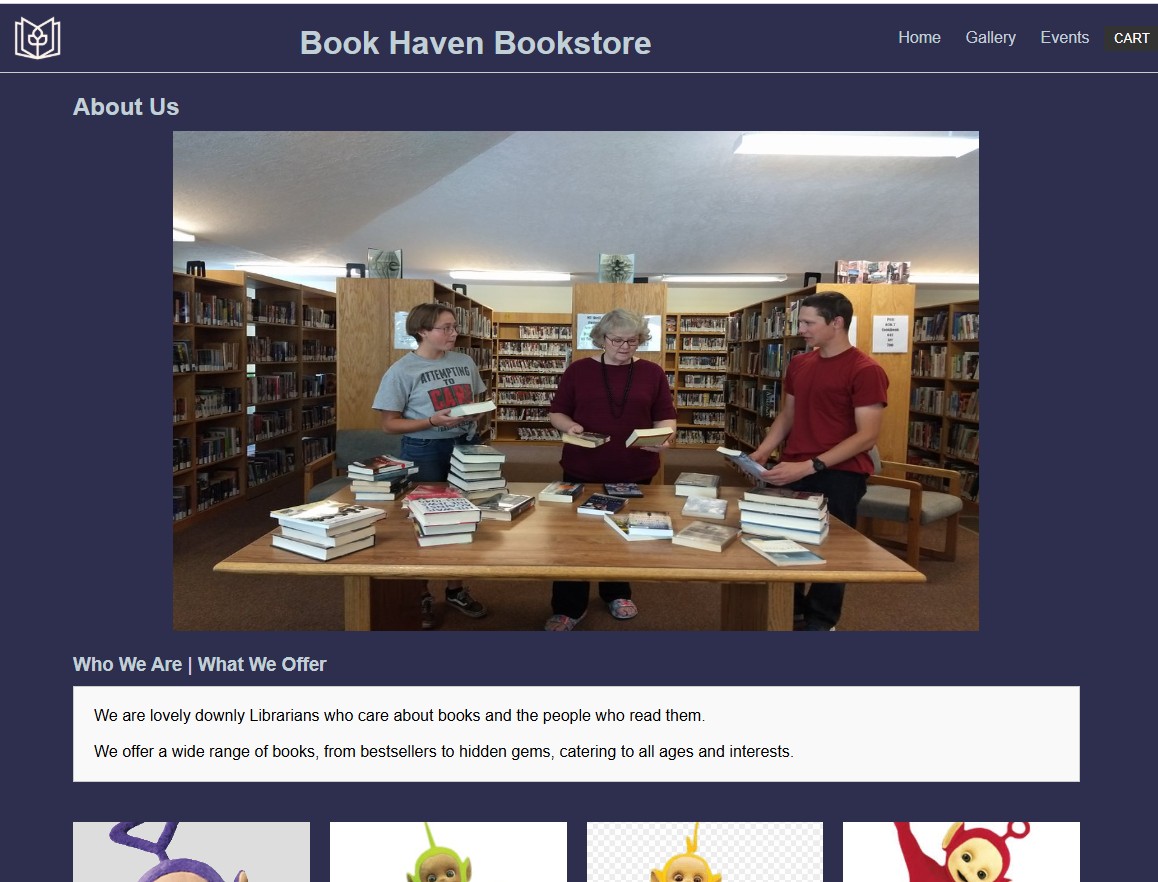 Book Haven Bookstore
Home Gallery Events CART
About Us
ATTEMPTING
TO
Who We Are | What We Offer
We are lovely downly Librarians who care about books and the people who read them.
We offer a wide range of books, from bestsellers to hidden gems, catering to all ages and interests.